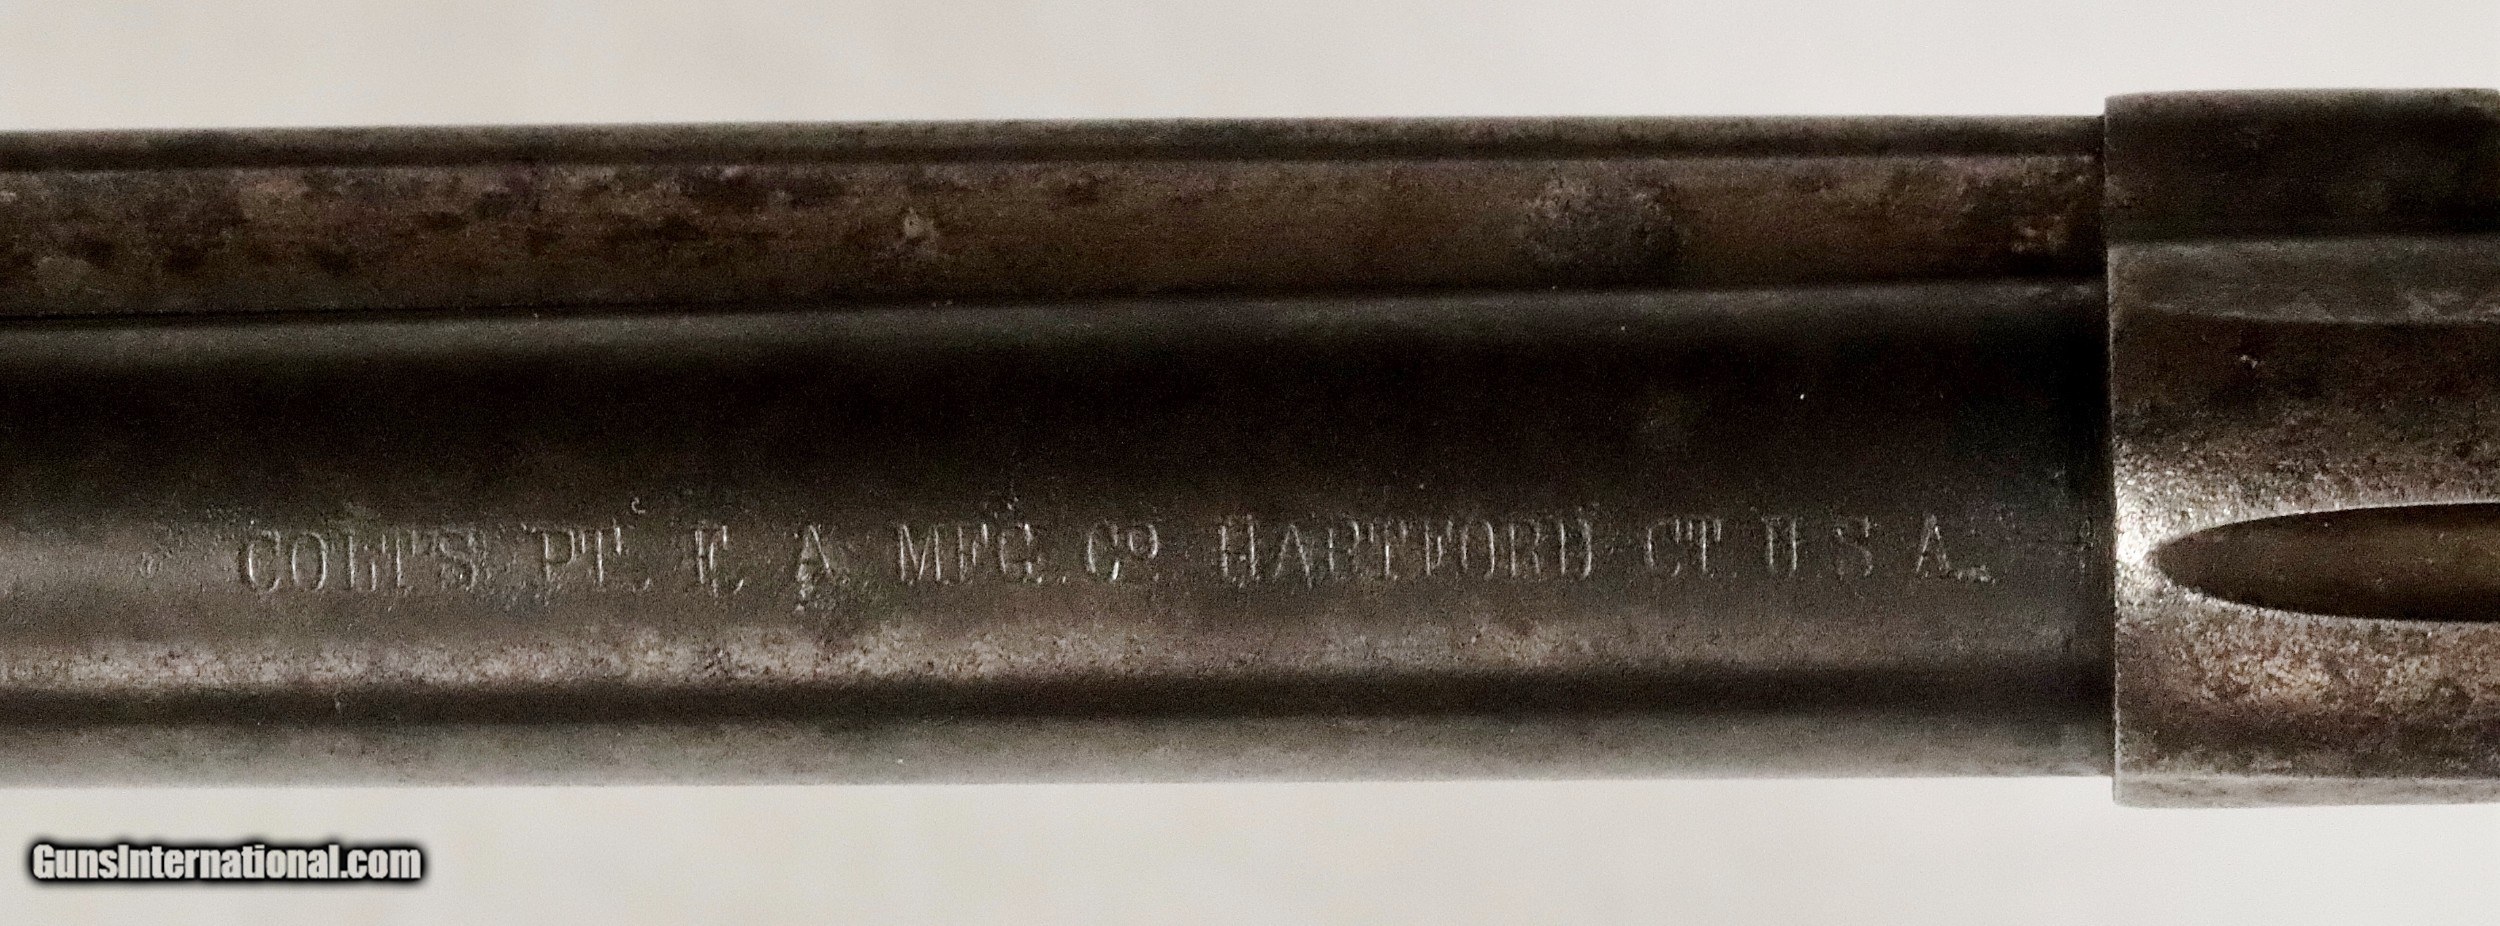 COLT'S PT. F. A. MFG. Co. HARTFORD CT. U S A.
GunsInternational.com